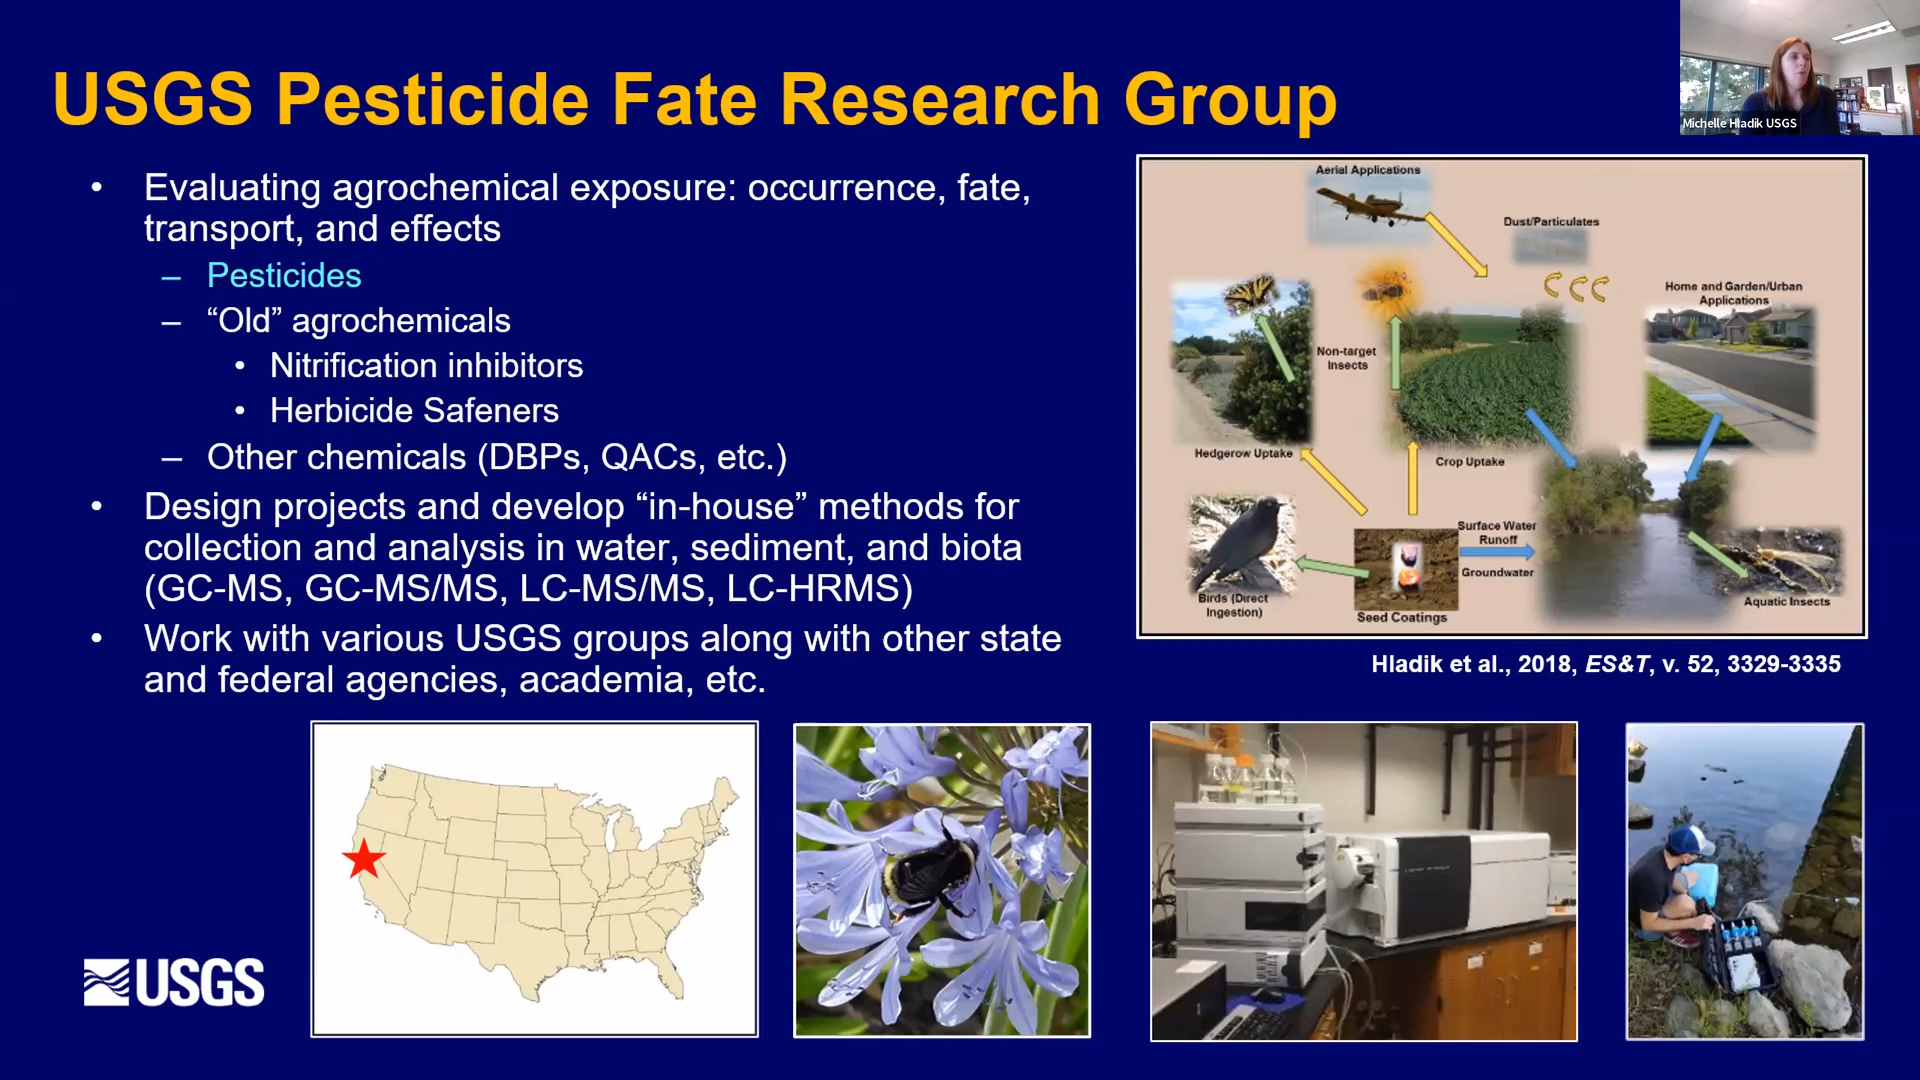 USGS Pesticide Fate Research Group
Michelle Hladik USGS
• Evaluating agrochemical exposure: occurrence, fate,
transport, and effects
– Pesticides
– “Old” agrochemicals
• Nitrification inhibitors
• Herbicide Safeners
– Other chemicals (DBPs, QACs, etc.)
• Design projects and develop “in-house” methods for
collection and analysis in water, sediment, and biota
(GC-MS, GC-MS/MS, LC-MS/MS, LC-HRMS)
• Work with various USGS groups along with other state
and federal agencies, academia, etc.
Aerial Applications
Dust/Particulates
Home and Garden/Urban
Applications
Non-target
Insects
Hedgerow Uptake
Crop Uptake
Surface Water
Runoff
Groundwater
Birds (Direct
Ingestion)
Seed Coatings
Aquatic Insects
Hladik et al., 2018, ES&T, v. 52, 3329-3335
USGS